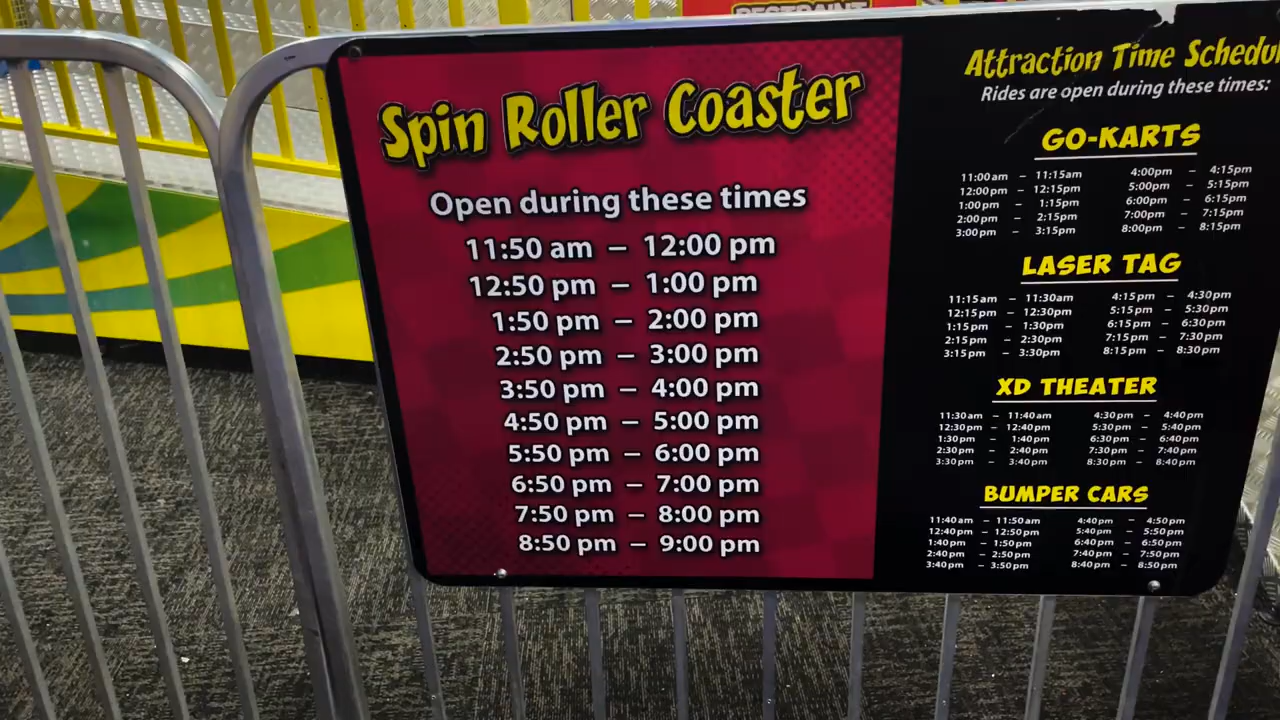 RESTRAINT
Spin Roller Coaster
Open during these times
11:50 am – 12:00 pm
12:50 pm – 1:00 pm
1:50 pm – 2:00 pm
2:50 pm – 3:00 pm
3:50 pm – 4:00 pm
4:50 pm – 5:00 pm
5:50 pm – 6:00 pm
6:50 pm – 7:00 pm
7:50 pm – 8:00 pm
8:50 pm – 9:00 pm
Attraction Time Schedu
Rides are open during these times:
GO-KARTS
11:00am – 11:15am 4:00pm – 4:15pm
12:00pm – 12:15pm 5:00pm – 5:15pm
1:00pm – 1:15pm 6:00pm – 6:15pm
2:00pm – 2:15pm 7:00pm – 7:15pm
3:00pm – 3:15pm 8:00pm – 8:15pm
LASER TAG
11:15am – 11:30am 4:15pm – 4:30pm
12:15pm – 12:30pm 5:15pm – 5:30pm
1:15pm – 1:30pm 6:15pm – 6:30pm
2:15pm – 2:30pm 7:15pm – 7:30pm
3:15pm – 3:30pm 8:15pm – 8:30pm
XD THEATER
11:30am – 11:40am 4:30pm – 4:40pm
12:30pm – 12:40pm 5:30pm – 5:40pm
1:30pm – 1:40pm 6:30pm – 6:40pm
2:30pm – 2:40pm 7:30pm – 7:40pm
3:30pm – 3:40pm 8:30pm – 8:40pm
BUMPER CARS
11:40am – 11:50am 4:40pm – 4:50pm
12:40pm – 12:50pm 5:40pm – 5:50pm
1:40pm – 1:50pm 6:40pm – 6:50pm
2:40pm – 2:50pm 7:40pm – 7:50pm
3:40pm – 3:50pm 8:40pm – 8:50pm